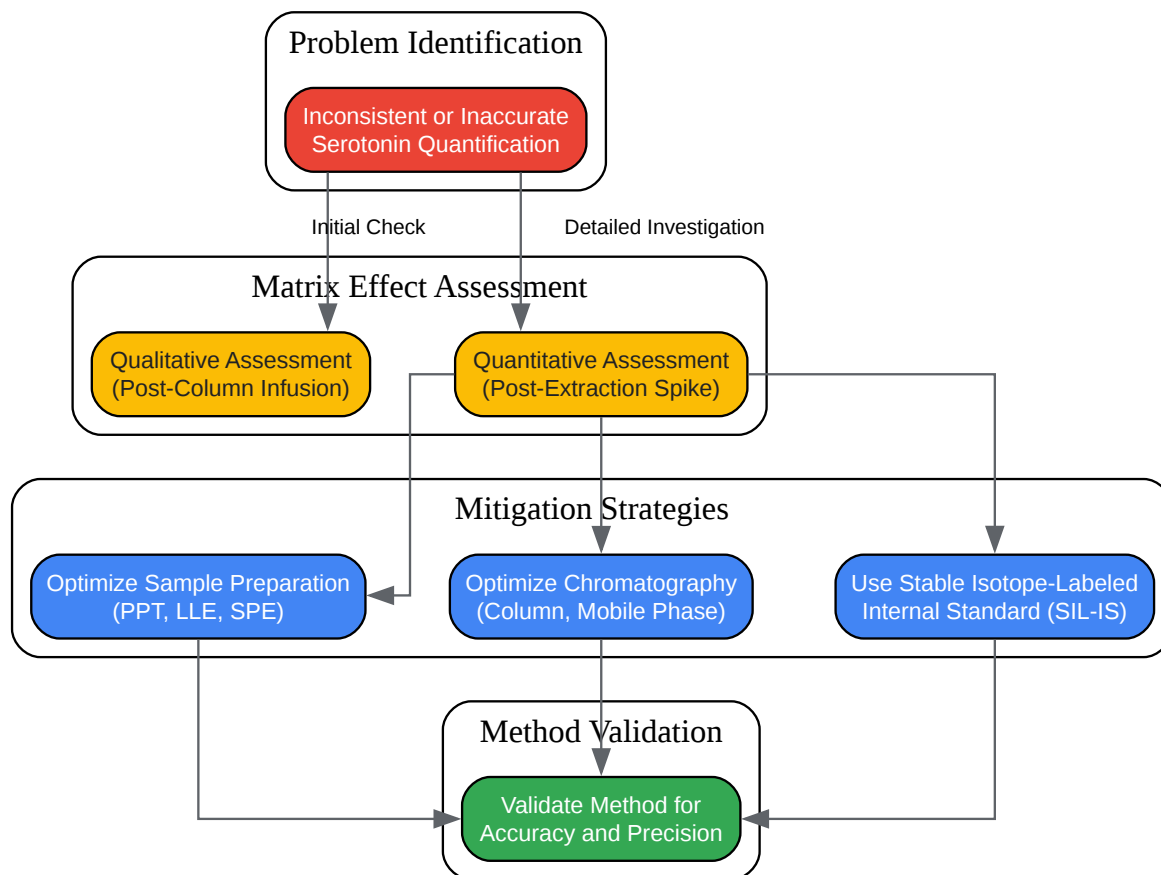 Problem Identification
Inconsistent or Inaccurate
Serotonin Quantification
Initial Check
Detailed Investigation
Matrix Effect Assessment
Qualitative Assessment
(Post-Column Infusion)
Quantitative Assessment
(Post-Extraction Spike)
Mitigation Strategies
Optimize Sample Preparation
(PPT, LLE, SPE)
Optimize Chromatography
(Column, Mobile Phase)
Use Stable Isotope-Labeled
Internal Standard (SIL-IS)
Method Validation
Validate Method for
Accuracy and Precision